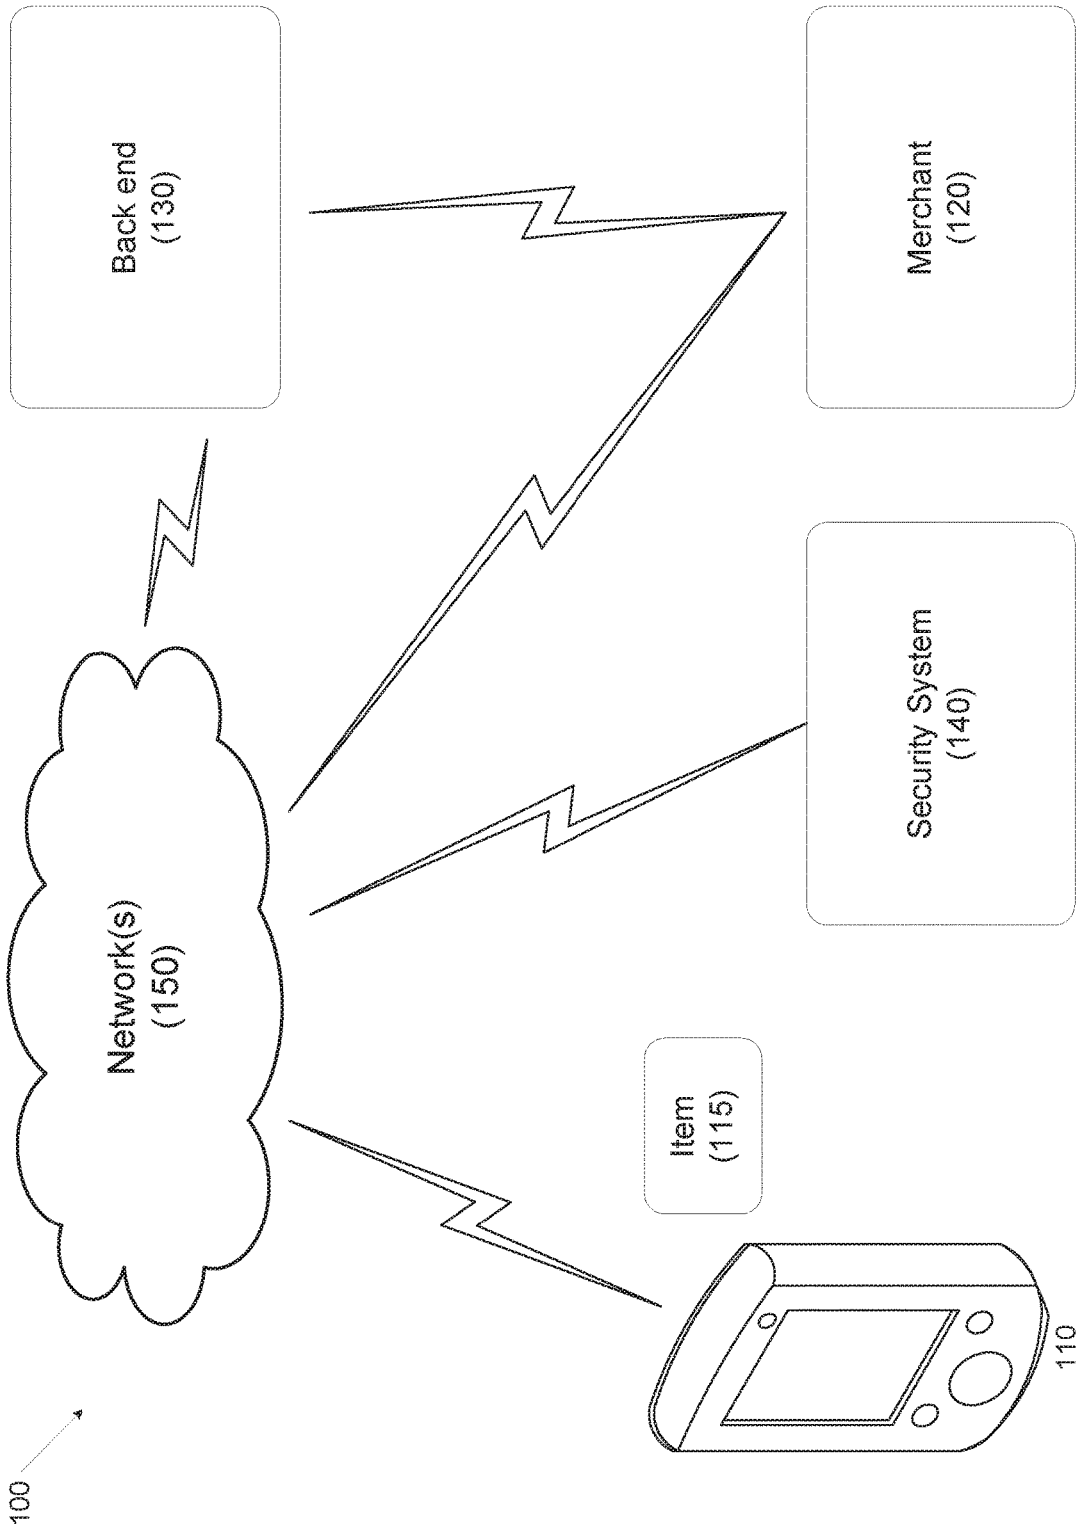 100
Network(s)
(150)
Back end
(130)
Item
(115)
110
Security System
(140)
Merchant
(120)